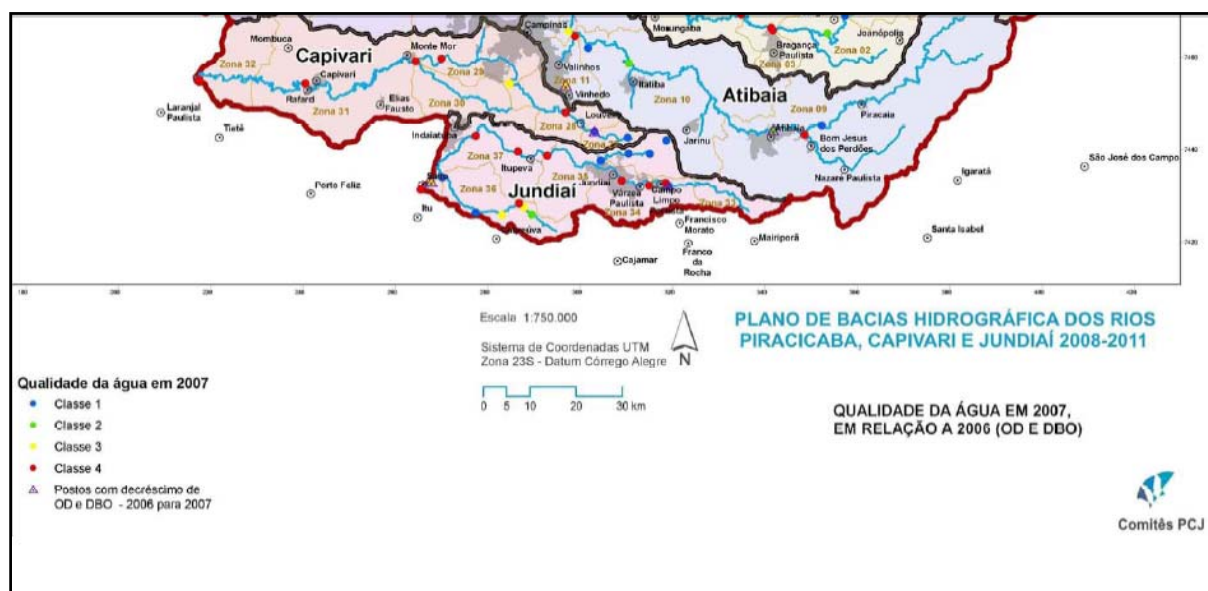 Campinas
Morungaba
Joanópolis
Mombuca
Monte Mor
Bragança
Paulista
Zona 02
7460
Capivari
Zona 32
Zona 29
Valinhos
Zona 03
Capivari
Zona 11
Itatiba
Rafard
Vinhedo
Zona 10
Atibaia
Zona 09
Laranjal
Paulista
Zona 31
Elias
Fausto
Zona 30
Louveira
Piracaia
Tietê
Indaiatuba
Jarinu
Atibaia
Bom Jesus
dos Perdões
7440
Zona 37
Itupeva
São José dos Campo
Zona 35
Nazaré Paulista
Igaratá
Porto Feliz
Zona 36
Jundiaí
Jundiaí
Várzea
Paulista
Campo
Limpo
Zona 33
Itu
Zona 34
Francisco
Morato
Mairiporã
Santa Isabel
7420
Cajamar
Franco
da
Rocha
Escala 1:750.000
Sistema de Coordenadas UTM
Zona 23S - Datum Córrego Alegre
N
PLANO DE BACIAS HIDROGRÁFICA DOS RIOS
PIRACICABA, CAPIVARI E JUNDIAÍ 2008-2011
0 5 10 20 30 km
QUALIDADE DA ÁGUA EM 2007,
EM RELAÇÃO A 2006 (OD E DBO)
Qualidade da água em 2007
Classe 1
Classe 2
Classe 3
Classe 4
Postos com decréscimo de
OD e DBO - 2006 para 2007
Comitês PCJ